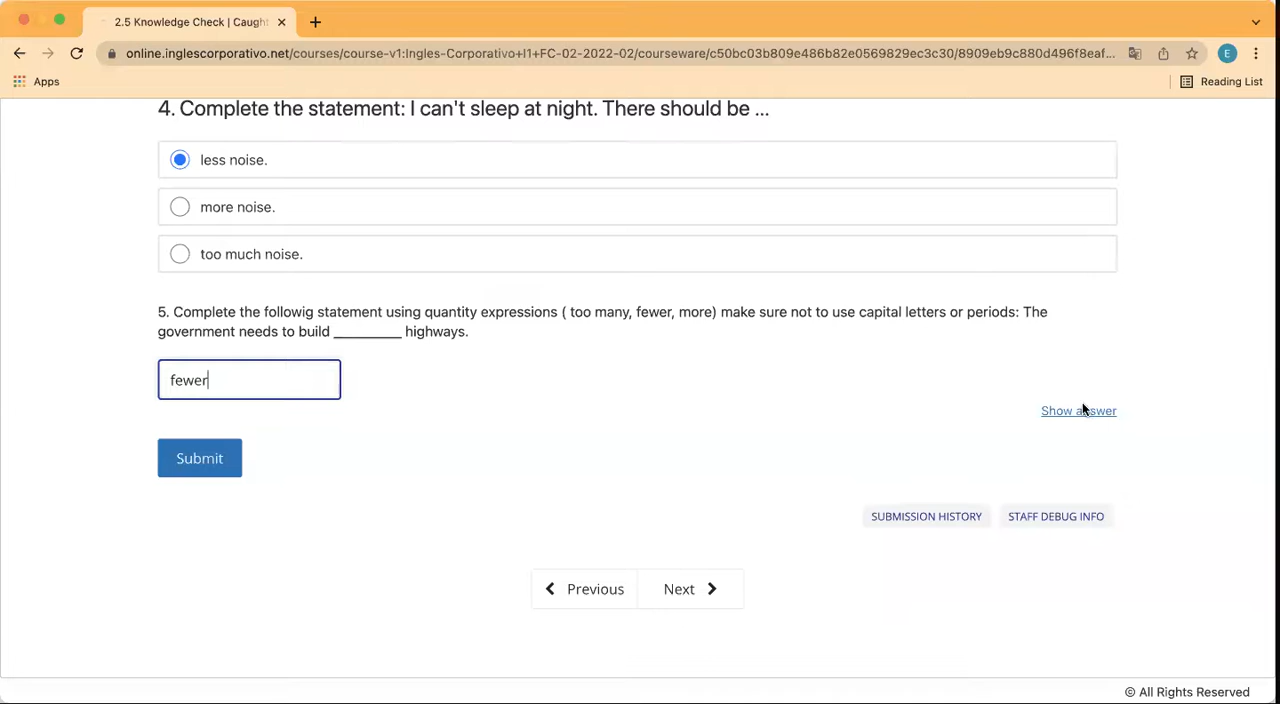 2.5 Knowledge Check | Caught
online.inglescorporativo.net/courses/course-v1:Ingles-Corporativo+I1+FC-02-2022-02/courseware/c50bc03b809e486b82e0569829ec3c30/8909eb9c880d496f8eaf...
E
Apps
Reading List
4. Complete the statement: I can't sleep at night. There should be ...
less noise.
more noise.
too much noise.
5. Complete the followig statement using quantity expressions ( too many, fewer, more) make sure not to use capital letters or periods: The
government needs to build __________ highways.
fewer
Show answer
Submit
SUBMISSION HISTORY
STAFF DEBUG INFO
Previous
Next
© All Rights Reserved